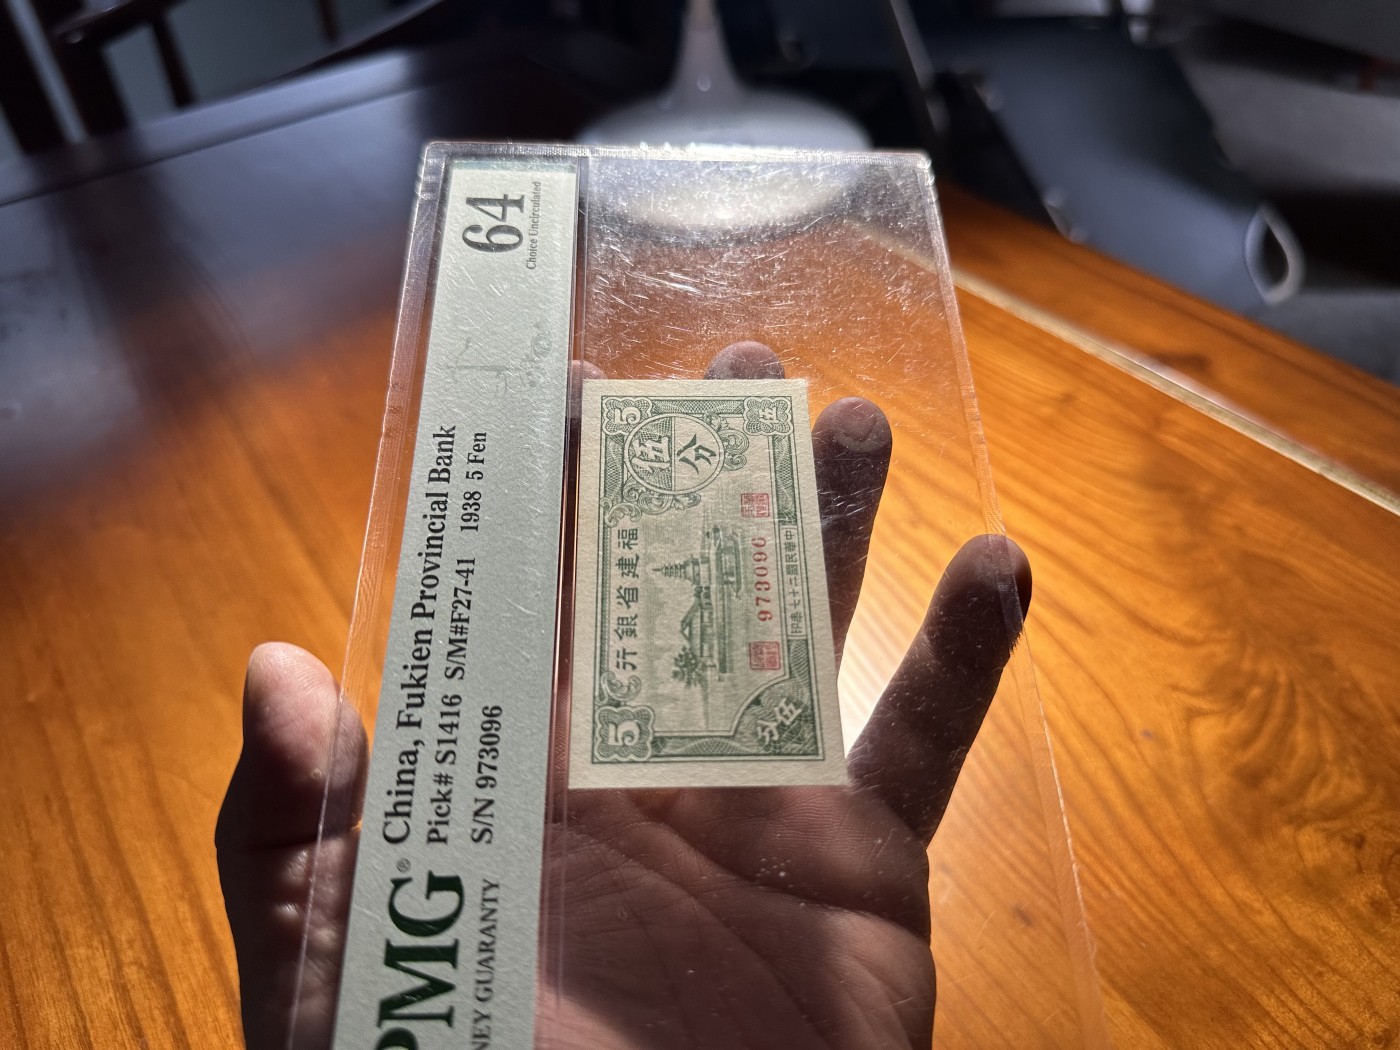 PMG®
NEY GUARANTY
China, Fukien Provincial Bank
Pick# S1416 S/M#F27-41 1938 5 Fen
S/N 973096
64
Choice Uncirculated
5
伍
分
5
伍
福建省銀行
973096
中華民國二十七年印
伍分